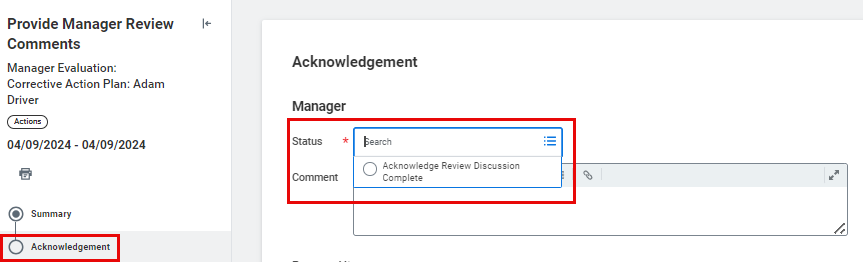 Provide Manager Review
Comments
Manager Evaluation:
Corrective Action Plan: Adam
Driver
Actions
04/09/2024 - 04/09/2024
Summary
Acknowledgement
Acknowledgement
Manager
Status *
Search
Acknowledge Review Discussion
Complete
Comment